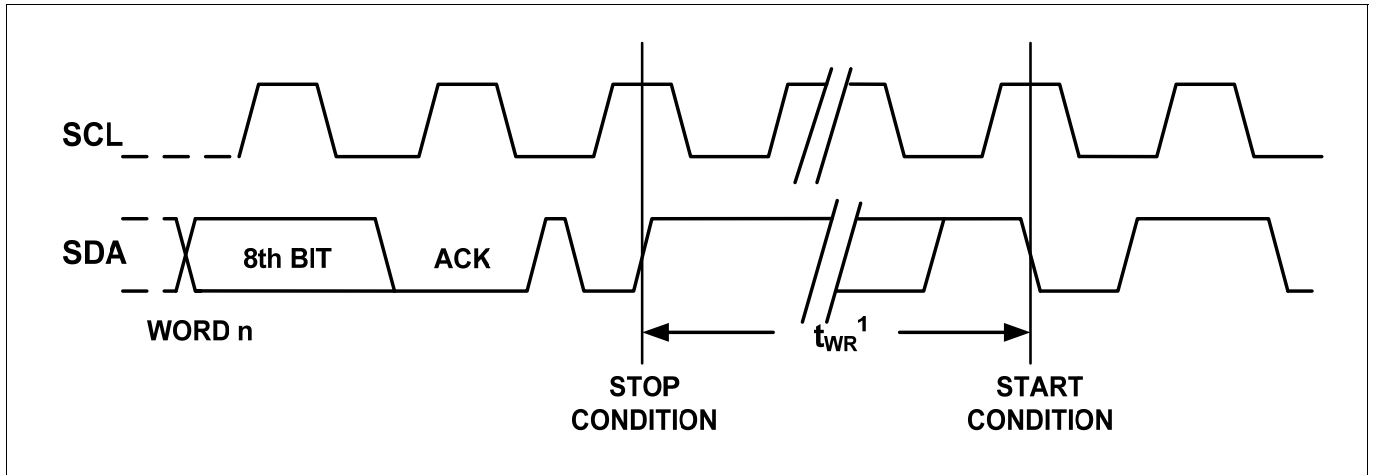 SCL
SDA
8th BIT
ACK
WORD n
tWR1
STOP
CONDITION
START
CONDITION